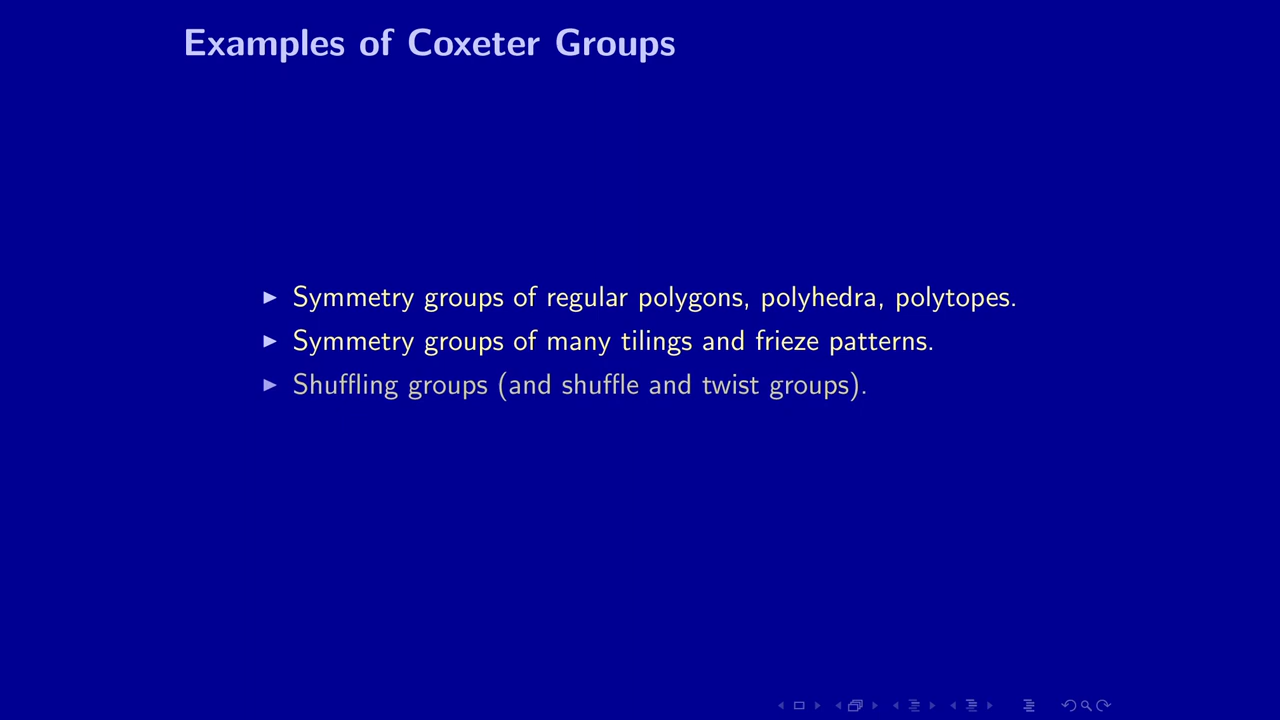 Examples of Coxeter Groups
Symmetry groups of regular polygons, polyhedra, polytopes.
Symmetry groups of many tilings and frieze patterns.
Shuffling groups (and shuffle and twist groups).